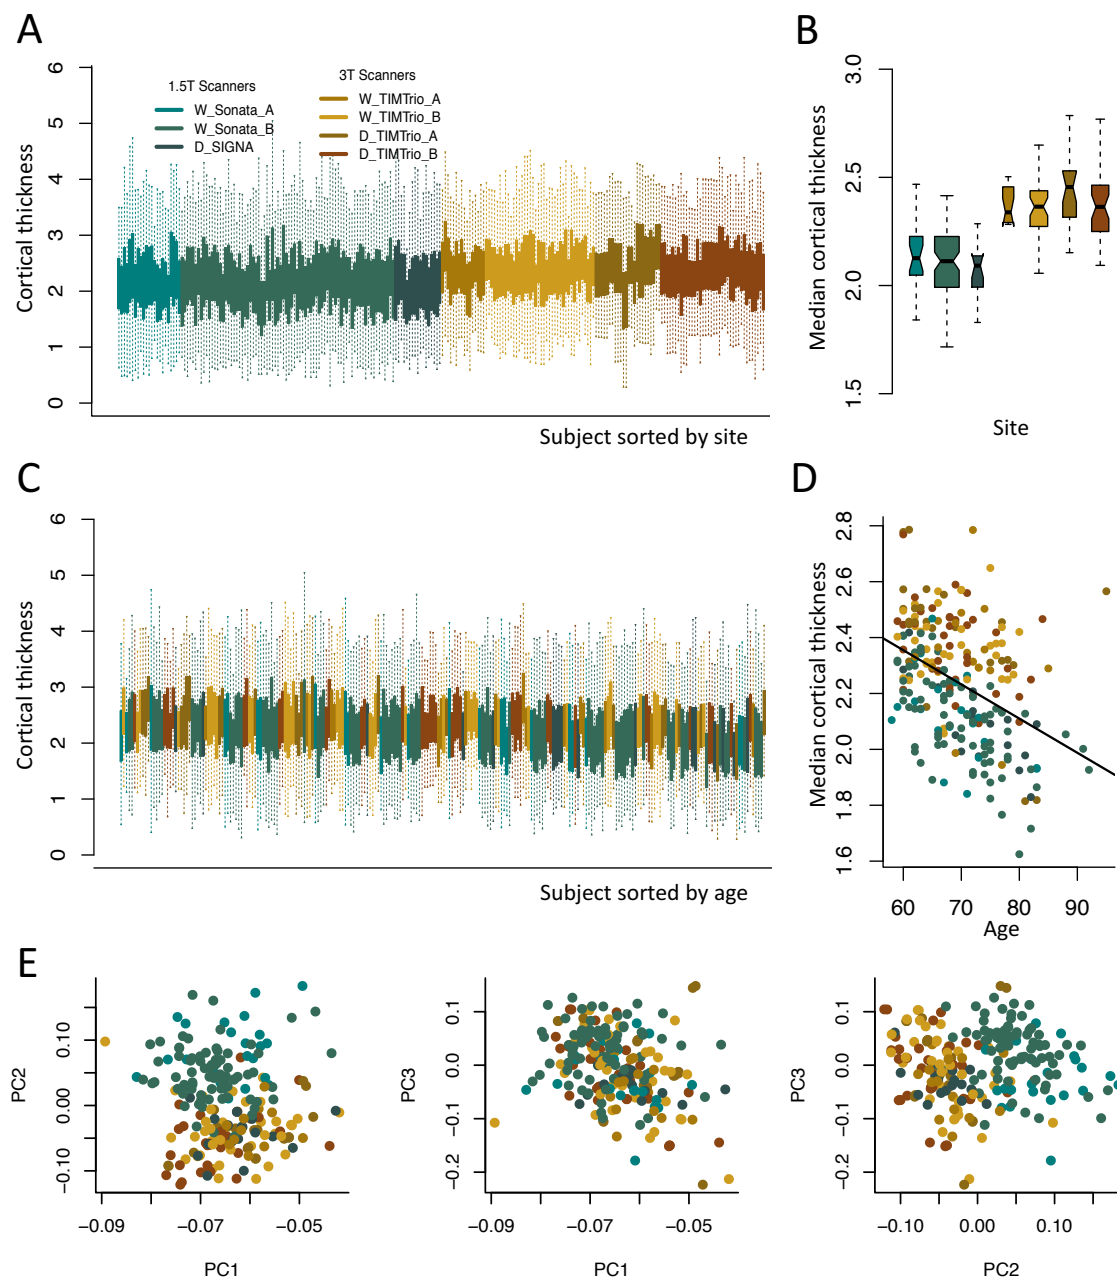 A
B
6
5
4
3
2
1
0
Cortical thickness
1.5T Scanners
W_Sonata_A
W_Sonata_B
D_SIGNA
3T Scanners
W_TIMTrio_A
W_TIMTrio_B
D_TIMTrio_A
D_TIMTrio_B
Subject sorted by site
3.0
2.5
2.0
1.5
Median cortical thickness
Site
C
D
6
5
4
3
2
1
0
Cortical thickness
Subject sorted by age
2.8
2.6
2.4
2.2
2.0
1.8
1.6
Median cortical thickness
60 70 80 90
Age
E
0.10
0.00
−0.10
PC2
−0.09 −0.07 −0.05
PC1
0.1
0.0
−0.1
−0.2
PC3
−0.09 −0.07 −0.05
PC1
0.1
0.0
−0.1
−0.2
PC3
−0.10 0.00 0.10
PC2